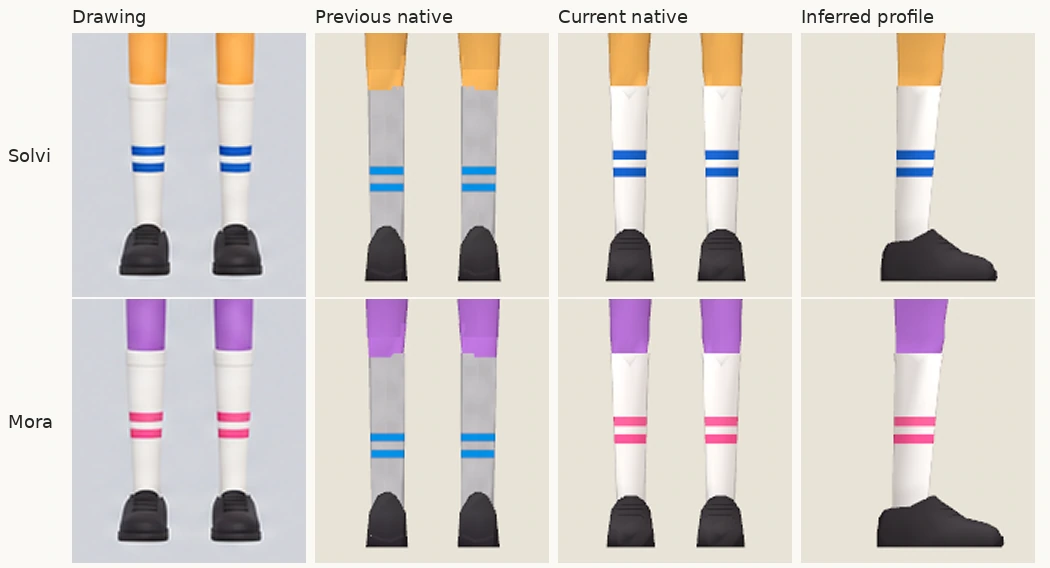 Drawing
Previous native
Current native
Inferred profile
Solvi
Mora